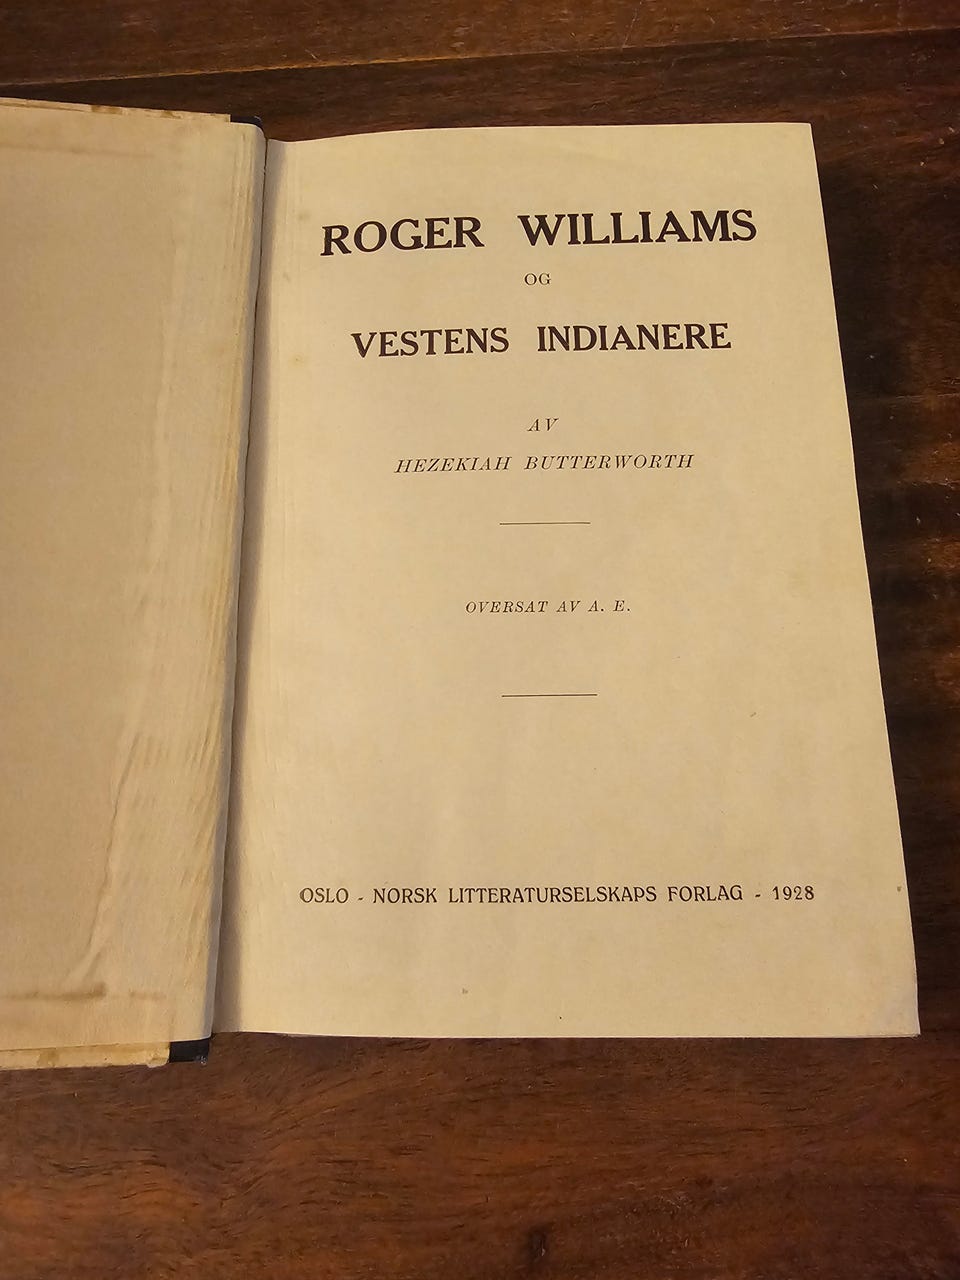 ROGER WILLIAMS
OG
VESTENS INDIANERE
AV
HEZEKIAH BUTTERWORTH
OVERSAT AV A. E.
OSLO - NORSK LITTERATURSELSKAPS FORLAG - 1928